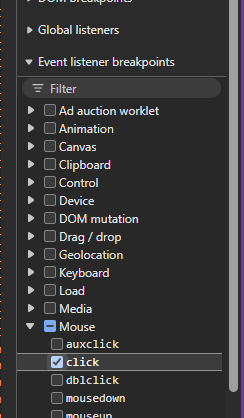 DOM breakpoints
Global listeners
Event listener breakpoints
Filter
Ad auction worklet
Animation
Canvas
Clipboard
Control
Device
DOM mutation
Drag / drop
Geolocation
Keyboard
Load
Media
Mouse
auxclick
click
dblclick
mousedown
mouseup